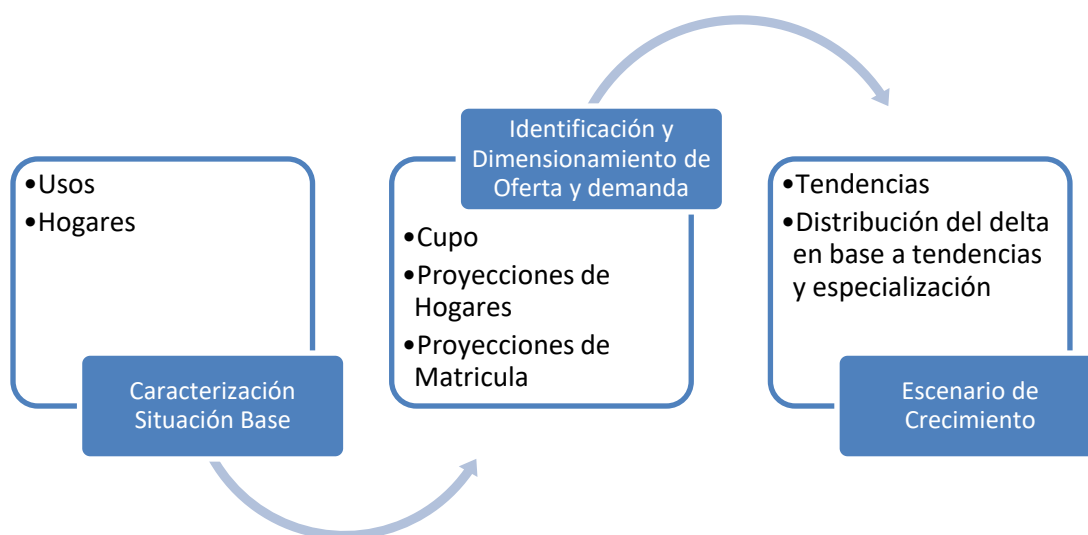 •Usos
•Hogares
Caracterización
Situación Base
Identificación y
Dimensionamiento de
Oferta y demanda
•Cupo
•Proyecciones de
Hogares
•Proyecciones de
Matricula
•Tendencias
•Distribución del delta
en base a tendencias
y especialización
Escenario de
Crecimiento